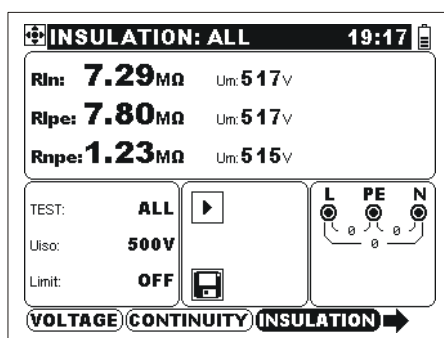 INSULATION: ALL 19:17
Rln: 7.29MΩ Um:517V
Rlpe: 7.80MΩ Um:517V
Rnpe:1.23MΩ Um:515V
TEST: ALL
Uiso: 500V
Limit: OFF
L PE N
0 0
0
VOLTAGE CONTINUITY INSULATION